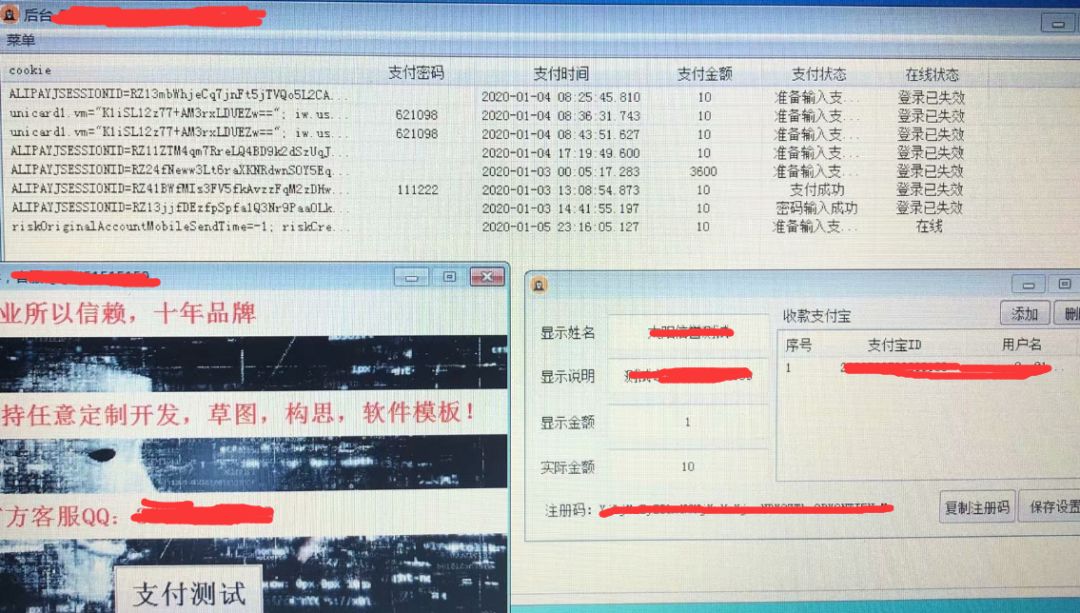 后台
菜单
cookie 支付密码 支付时间 支付金额 支付状态 在线状态
ALIPAYJSESSIONID=RZ13mbWhjeCq7jnFt5jTVQo5L2CA... 2020-01-04 08:25:45.810 10 准备输入支... 登录已失效
unicard1.vm="K1iSL12z77+AM3rxLDUEZw=="; iw.us... 621098 2020-01-04 08:36:31.743 10 准备输入支... 登录已失效
unicard1.vm="K1iSL12z77+AM3rxLDUEZw=="; iw.us... 621098 2020-01-04 08:43:51.627 10 准备输入支... 登录已失效
ALIPAYJSESSIONID=RZ11ZTM4qm7RreLQ4BD9k2dSzUqJ... 2020-01-04 17:19:49.600 10 准备输入支... 登录已失效
ALIPAYJSESSIONID=RZ24fNeww3Lt6raXKNRdwnSOY5Eq... 2020-01-03 00:05:17.283 3600 准备输入支... 登录已失效
ALIPAYJSESSIONID=RZ41BWfMIs3FV5fkAvzzFqM2zDHw... 111222 2020-01-03 13:08:54.873 10 支付成功 登录已失效
ALIPAYJSESSIONID=RZ13jjfDEzfpSpfa1Q3Nr9PaaOLk... 2020-01-03 14:41:55.197 10 密码输入成功 登录已失效
riskOriginalAccountMobileSendTime=-1; riskCre... 2020-01-05 23:16:05.127 10 准备输入支... 在线
业所以信赖，十年品牌
持任意定制开发，草图，构思，软件模板！
方客服QQ：
支付测试
显示姓名
显示说明
显示金额 1
实际金额 10
注册码：
收款支付宝 添加
序号 支付宝ID 用户名
1
复制注册码 保存设置